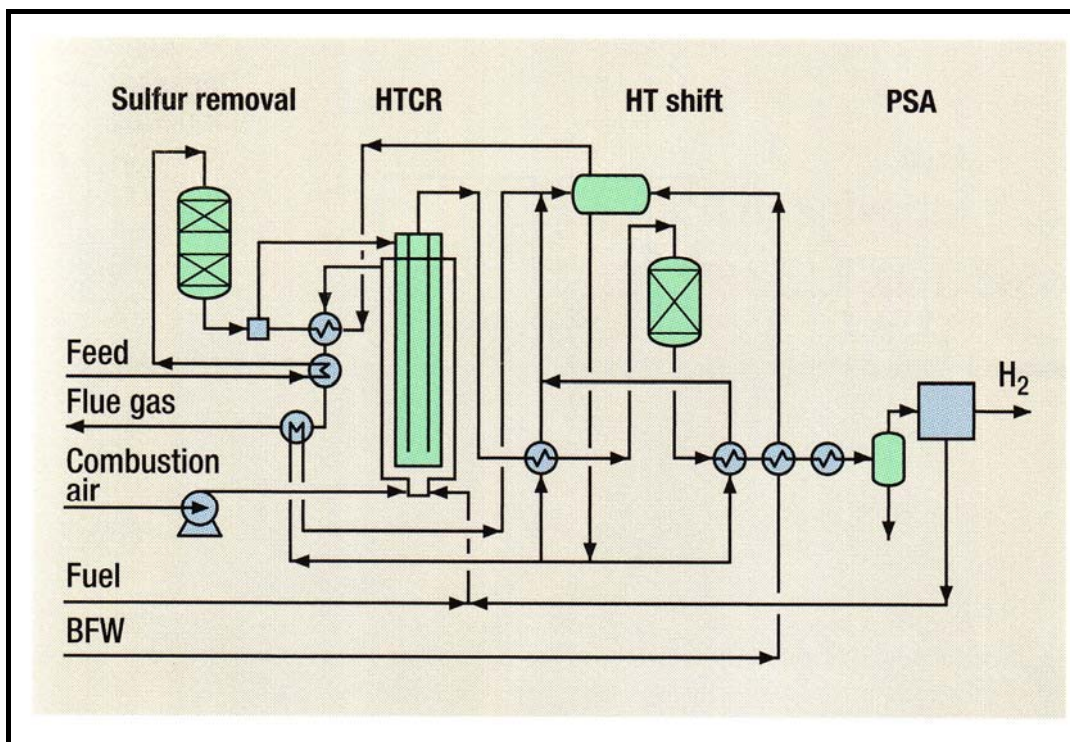 Sulfur removal
HTCR
HT shift
PSA
Feed
Flue gas
Combustion
air
Fuel
BFW
H₂